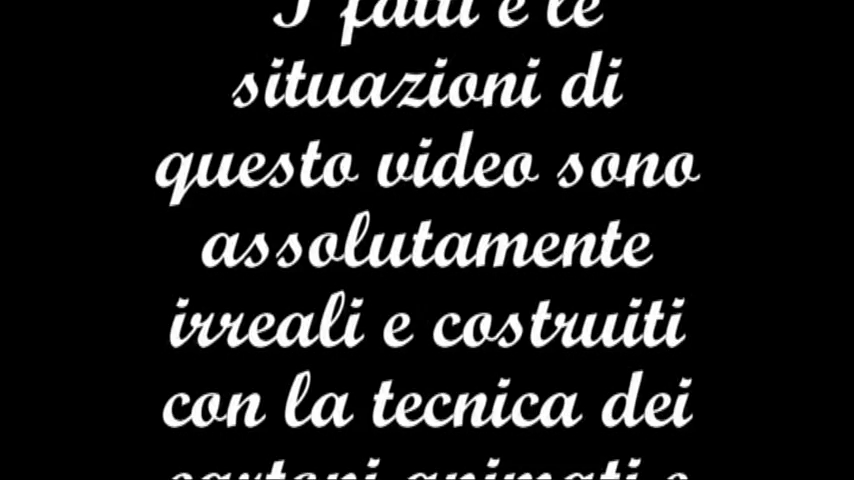 I fatti e le
situazioni di
questo video sono
assolutamente
irreali e costruiti
con la tecnica dei
cartoni animati e